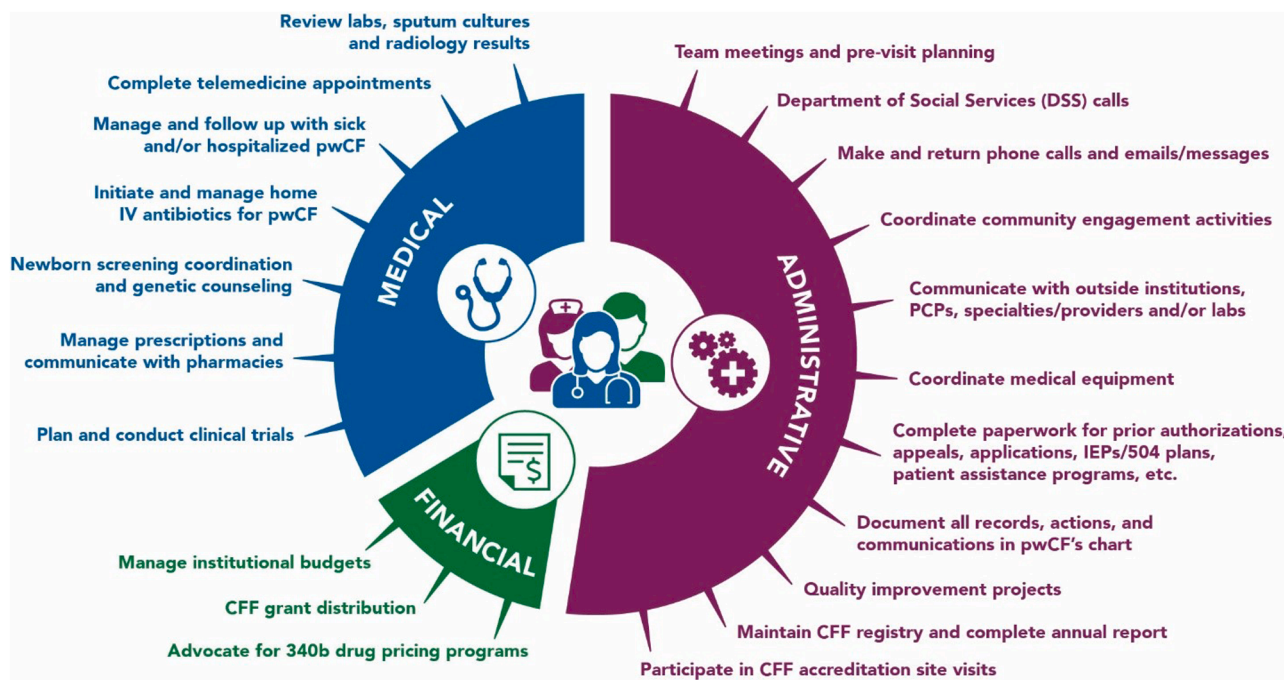 Review labs, sputum cultures
and radiology results
Complete telemedicine appointments
Manage and follow up with sick
and/or hospitalized pwCF
Initiate and manage home
IV antibiotics for pwCF
Newborn screening coordination
and genetic counseling
Manage prescriptions and
communicate with pharmacies
Plan and conduct clinical trials
MEDICAL
FINANCIAL
$
Manage institutional budgets
CFF grant distribution
Advocate for 340b drug pricing programs
ADMINISTRATIVE
Team meetings and pre-visit planning
Department of Social Services (DSS) calls
Make and return phone calls and emails/messages
Coordinate community engagement activities
Communicate with outside institutions,
PCPs, specialties/providers and/or labs
Coordinate medical equipment
Complete paperwork for prior authorizations,
appeals, applications, IEPs/504 plans,
patient assistance programs, etc.
Document all records, actions, and
communications in pwCF's chart
Quality improvement projects
Maintain CFF registry and complete annual report
Participate in CFF accreditation site visits